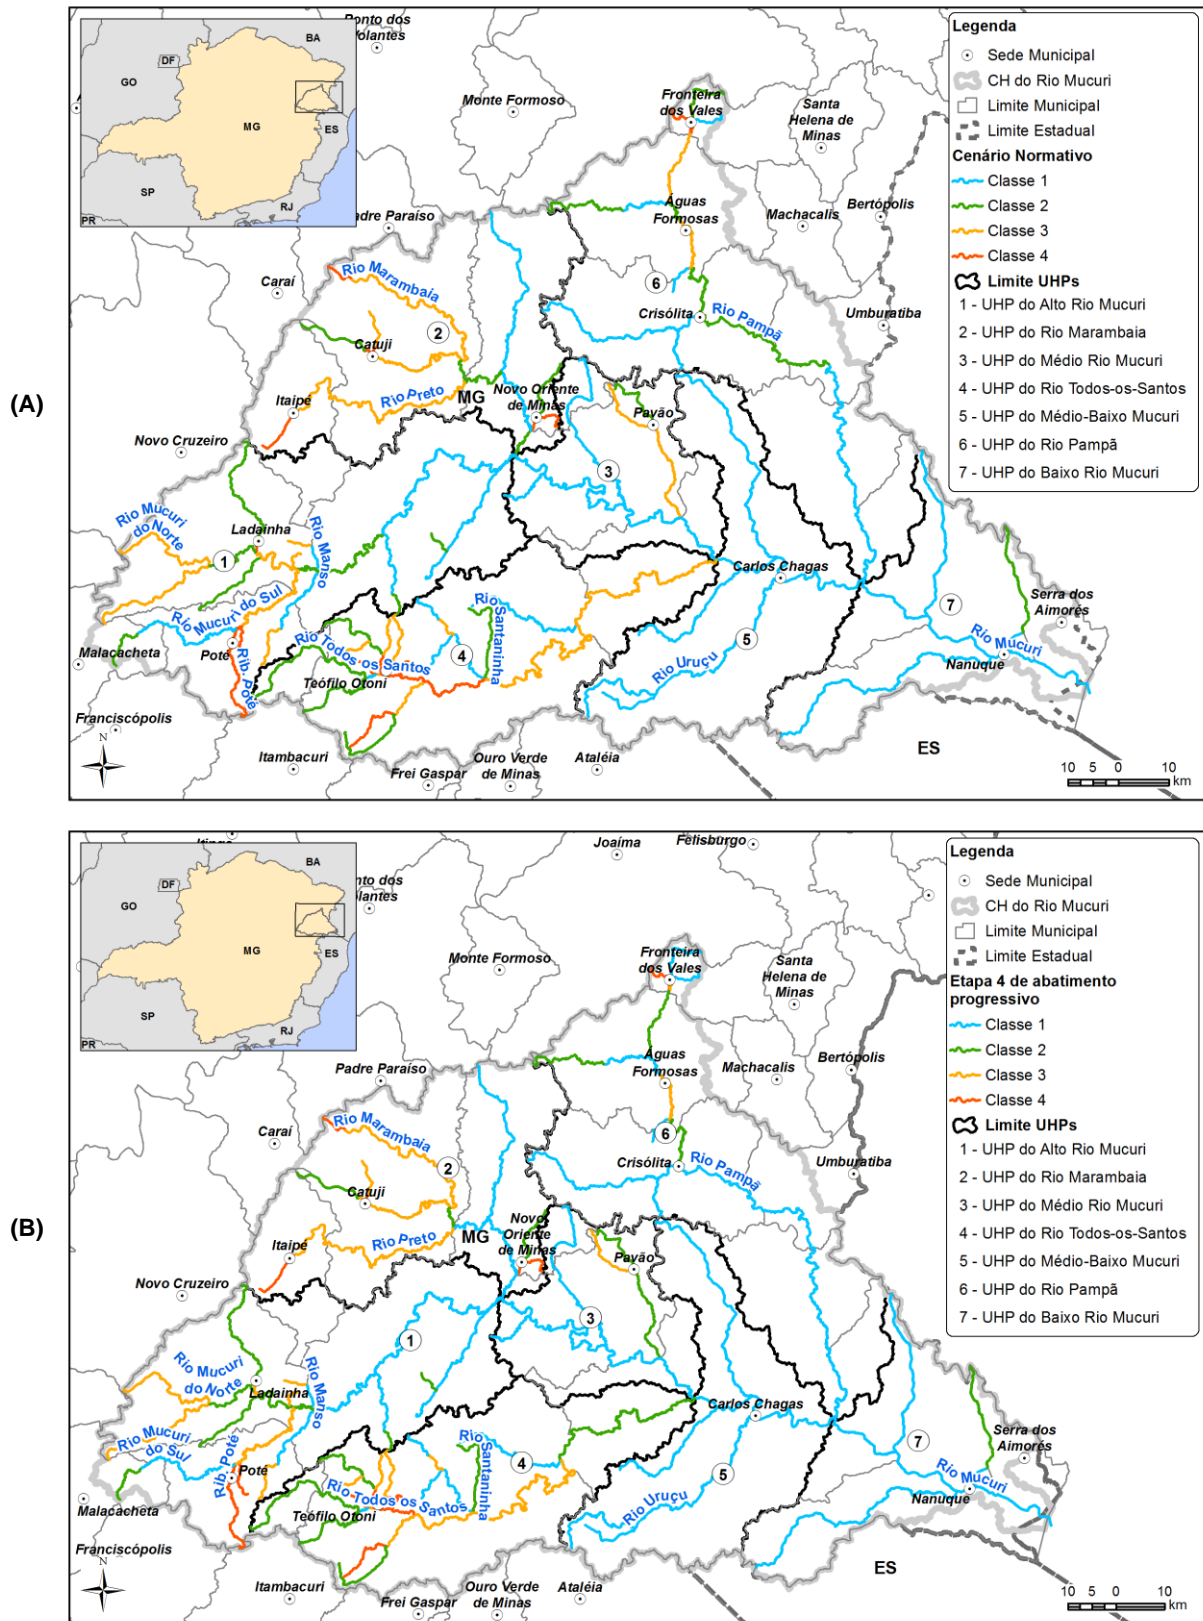 (A)
Ponto dos
Volantes
BA
DF
GO
MG
ES
SP
RJ
PR
Monte Formoso
Fronteira
dos Vales
Santa
Helena de
Minas
Padre Paraíso
Águas
Formosas
Machacalis
Bertópolis
Caraí
Rio Marambaia
2
6
Crisólita
Rio Pampã
Umburatiba
Catuji
Itaipé
Rio Preto
MG
Novo Oriente
de Minas
Pavão
Novo Cruzeiro
3
Rio Mucuri
do Norte
Ladainha
1
Rio Manso
Carlos Chagas
Rio Mucuri do Sul
Rio Santaninha
7
Serra dos
Aimorés
Malacacheta
Poté
Rib. Poté
Rio Todos os Santos
4
5
Rio Mucuri
Teófilo Otoni
Rio Uruçu
Nanuque
Franciscópolis
N
Itambacuri
Frei Gaspar
Ouro Verde
de Minas
Ataléia
ES
10 5 0 10
km
Legenda
Sede Municipal
CH do Rio Mucuri
Limite Municipal
Limite Estadual
Cenário Normativo
Classe 1
Classe 2
Classe 3
Classe 4
Limite UHPs
1 - UHP do Alto Rio Mucuri
2 - UHP do Rio Marambaia
3 - UHP do Médio Rio Mucuri
4 - UHP do Rio Todos-os-Santos
5 - UHP do Médio-Baixo Mucuri
6 - UHP do Rio Pampã
7 - UHP do Baixo Rio Mucuri
(B)
Joaíma
Felisburgo
BA
DF
GO
MG
ES
SP
RJ
PR
Monte Formoso
Fronteira
dos Vales
Santa
Helena de
Minas
Padre Paraíso
Águas
Formosas
Machacalis
Bertópolis
Caraí
Rio Marambaia
2
6
Crisólita
Rio Pampã
Umburatiba
Catuji
Itaipé
Rio Preto
MG
Novo
Oriente
de Minas
Pavão
Novo Cruzeiro
3
1
Rio Mucuri
do Norte
Ladainha
Rio Manso
Carlos Chagas
Rio Mucuri
do Sul
Rio Santaninha
7
Serra dos
Aimorés
Malacacheta
Rib. Poté
Poté
Rio Todos os Santos
4
5
Rio Mucuri
Teófilo Otoni
Rio Uruçu
Nanuque
Franciscópolis
N
Itambacuri
Frei Gaspar
Ouro Verde
de Minas
Ataléia
ES
10 5 0 10
km
Legenda
Sede Municipal
CH do Rio Mucuri
Limite Municipal
Limite Estadual
Etapa 4 de abatimento
progressivo
Classe 1
Classe 2
Classe 3
Classe 4
Limite UHPs
1 - UHP do Alto Rio Mucuri
2 - UHP do Rio Marambaia
3 - UHP do Médio Rio Mucuri
4 - UHP do Rio Todos-os-Santos
5 - UHP do Médio-Baixo Mucuri
6 - UHP do Rio Pampã
7 - UHP do Baixo Rio Mucuri